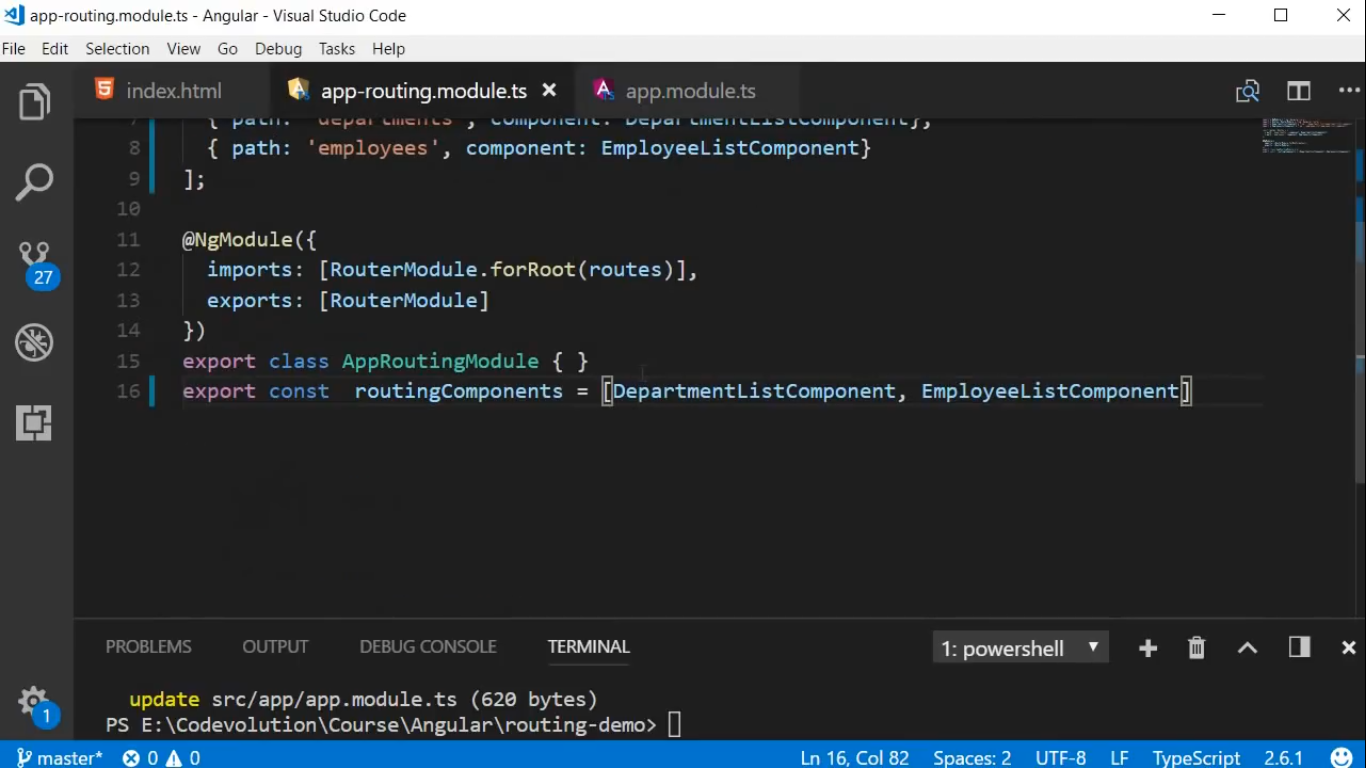 app-routing.module.ts - Angular - Visual Studio Code
File Edit Selection View Go Debug Tasks Help
index.html app-routing.module.ts app.module.ts
7 { path: 'departments', component: DepartmentListComponent},
8 { path: 'employees', component: EmployeeListComponent}
9 ];
10
11 @NgModule({
12 imports: [RouterModule.forRoot(routes)],
13 exports: [RouterModule]
14 })
15 export class AppRoutingModule { }
16 export const  routingComponents = [DepartmentListComponent, EmployeeListComponent]
27
PROBLEMS OUTPUT DEBUG CONSOLE TERMINAL 1: powershell
update src/app/app.module.ts (620 bytes)
PS E:\Codevolution\Course\Angular\routing-demo>
1
master* 0 0 Ln 16, Col 82 Spaces: 2 UTF-8 LF TypeScript 2.6.1